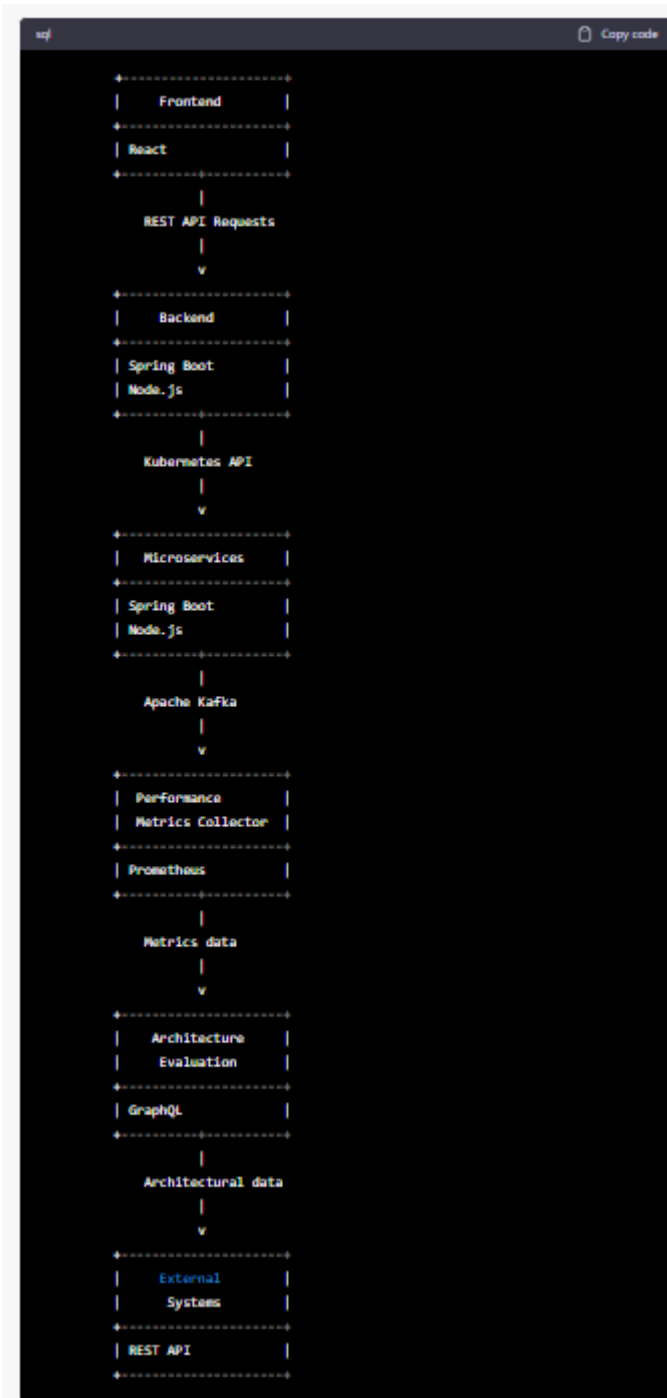 sql Copy code
+---------------------+
|     Frontend        |
+---------------------+
| React               |
+----------+----------+
           |
    REST API Requests
           |
           v
+---------------------+
|     Backend         |
+---------------------+
| Spring Boot         |
| Node.js             |
+----------+----------+
           |
    Kubernetes API
           |
           v
+---------------------+
|   Microservices     |
+---------------------+
| Spring Boot         |
| Node.js             |
+----------+----------+
           |
    Apache Kafka
           |
           v
+---------------------+
|  Performance        |
|  Metrics Collector  |
+---------------------+
| Prometheus          |
+----------+----------+
           |
    Metrics data
           |
           v
+---------------------+
|    Architecture     |
|     Evaluation      |
+---------------------+
| GraphQL             |
+----------+----------+
           |
    Architectural data
           |
           v
+---------------------+
|     External        |
|      Systems        |
+---------------------+
| REST API            |
+---------------------+